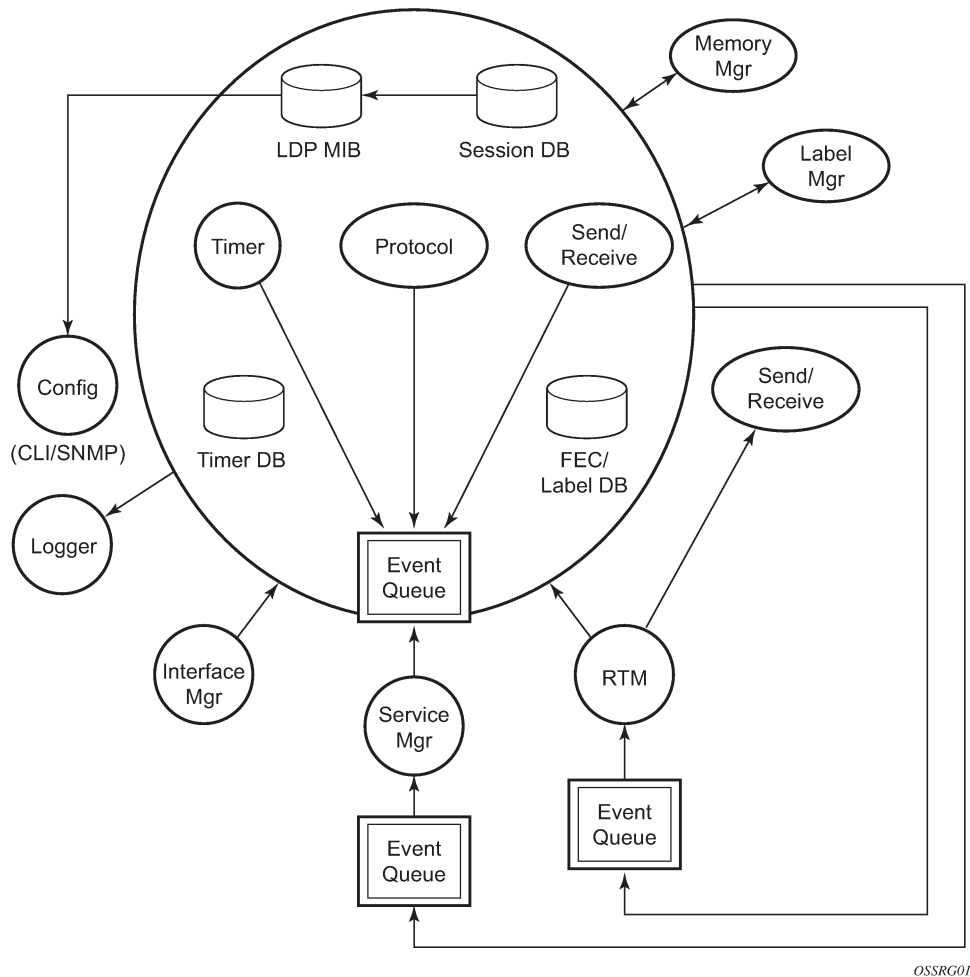 Memory
Mgr
LDP MIB
Session DB
Label
Mgr
Timer
Protocol
Send/
Receive
Config
(CLI/SNMP)
Send/
Receive
Timer DB
FEC/
Label DB
Logger
Event
Queue
Interface
Mgr
RTM
Service
Mgr
Event
Queue
Event
Queue
OSSRG01